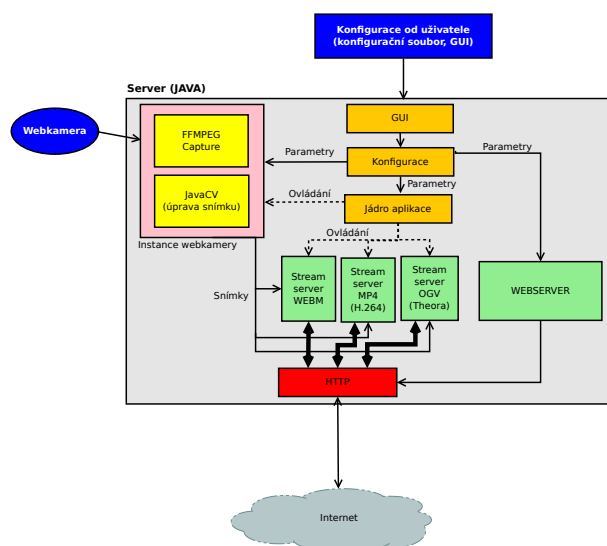 Konfigurace od uživatele
(konfigurační soubor, GUI)
Server (JAVA)
Webkamera
FFMPEG
Capture
GUI
Parametry
Konfigurace
Parametry
Parametry
JavaCV
(úprava snímku)
Ovládání
Jádro aplikace
Instance webkamery
Ovládání
Snímky
Stream
server
WEBM
Stream
server
MP4
(H.264)
Stream
server
OGV
(Theora)
WEBSERVER
HTTP
Internet